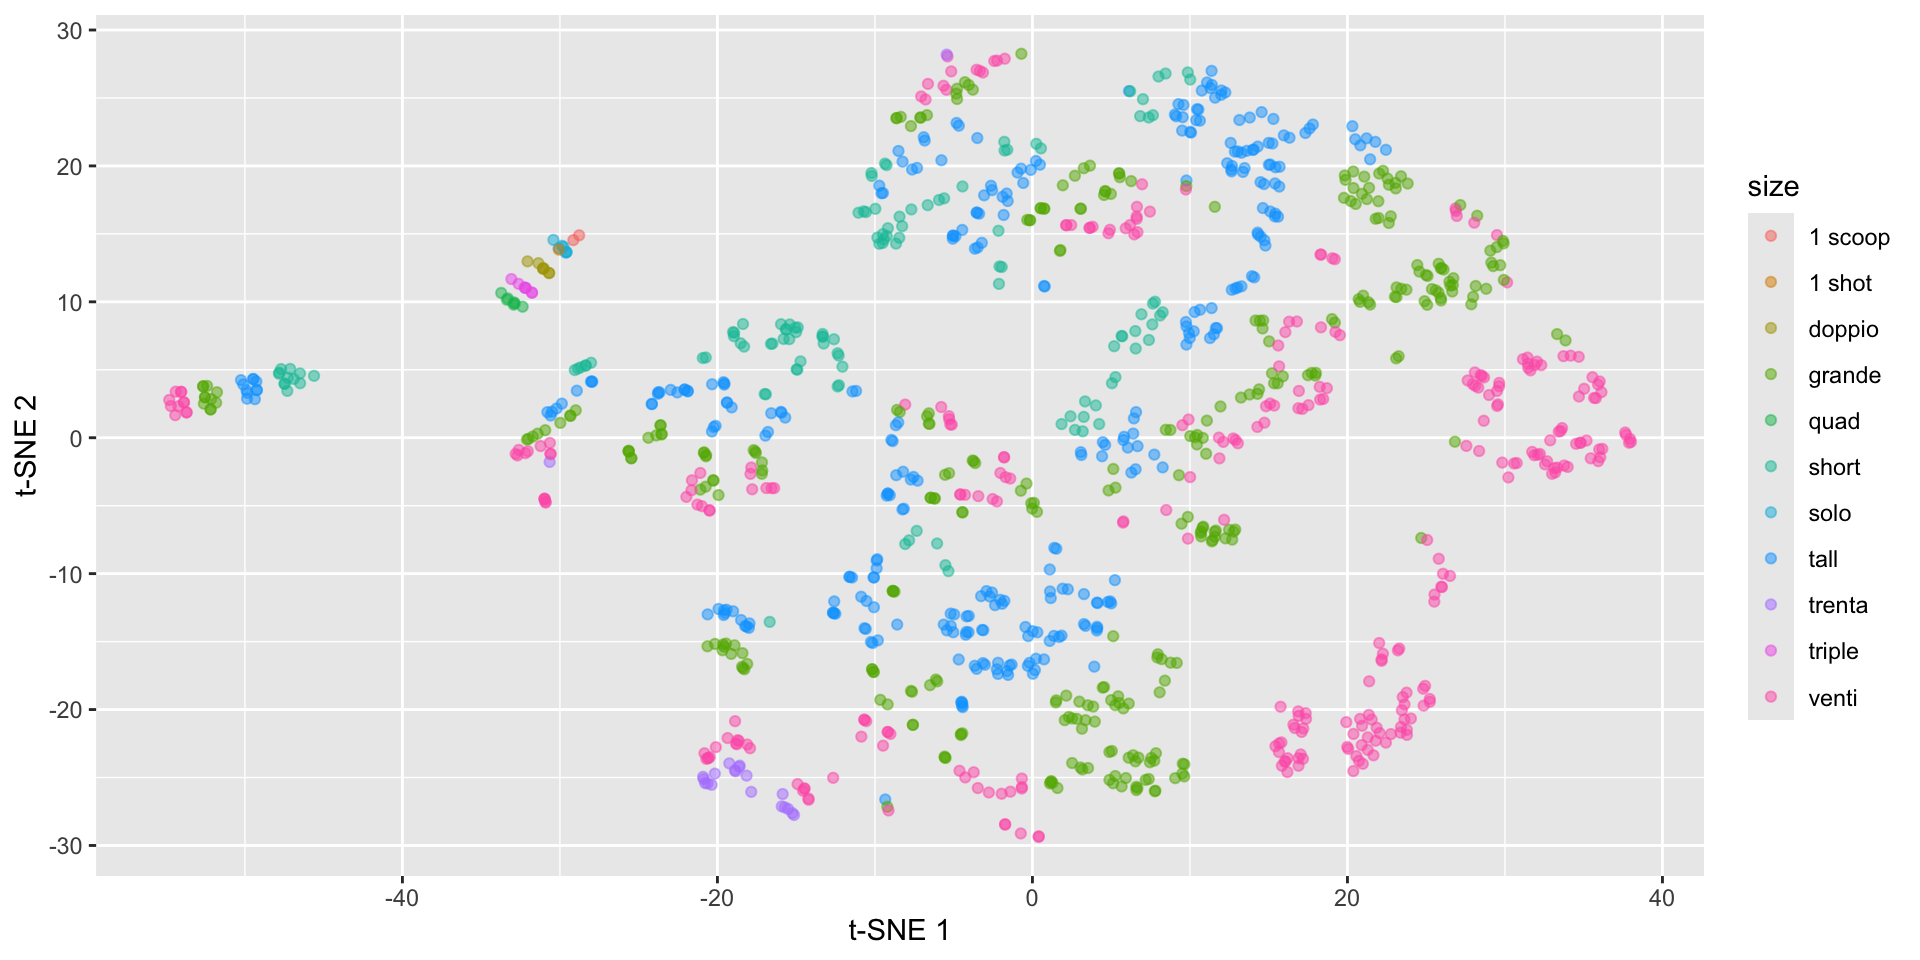 30
20
10
0
-10
-20
-30
-40
-20
0
20
40
t-SNE 1
t-SNE 2
size
1 scoop
1 shot
doppio
grande
quad
short
solo
tall
trenta
triple
venti